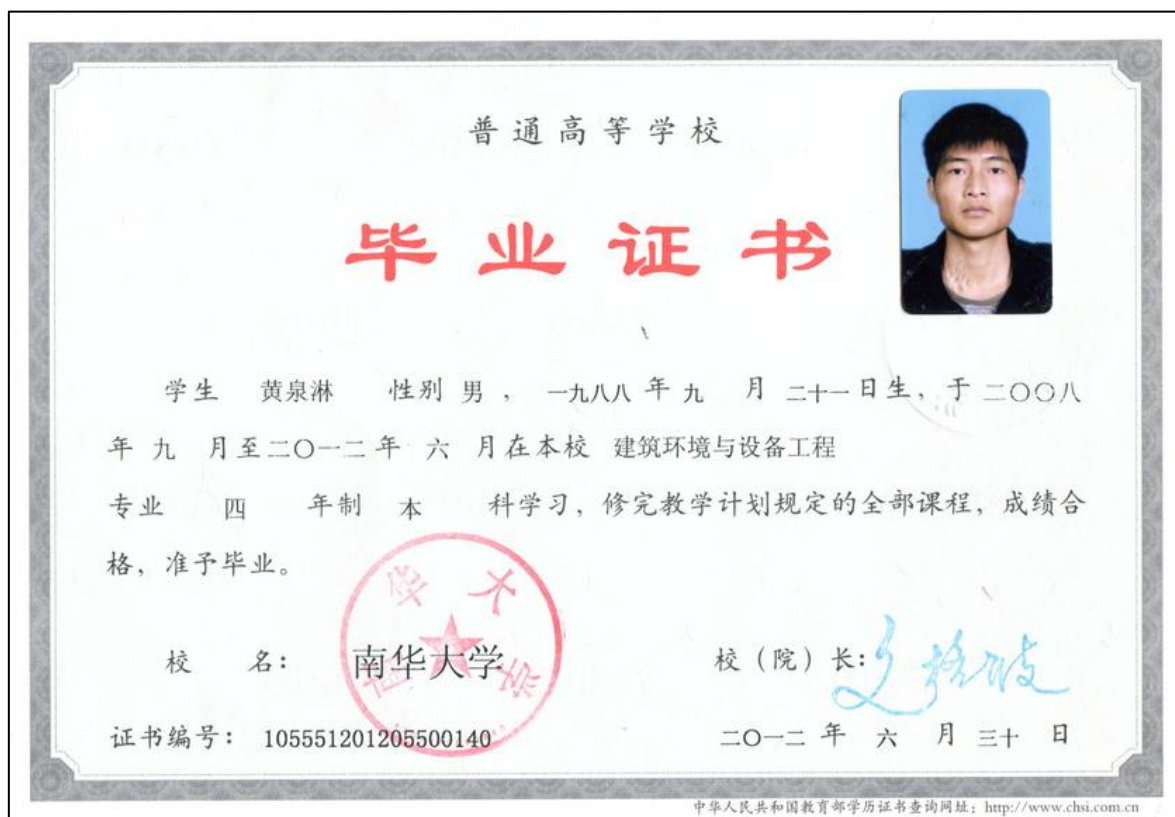 普通高等学校
毕业证书
学生 黄泉淋 性别 男 , 一九八八 年 九 月 二十一 日生, 于 二〇〇八
年 九 月至二〇一二年 六 月在本校 建筑环境与设备工程
专业 四 年制 本 科学习, 修完教学计划规定的全部课程, 成绩合
格, 准予毕业。
校 名: 南华大学
校(院)长:
证书编号: 105551201205500140
二〇一二 年 六 月 三十 日
中华人民共和国教育部学历证书查询网址: http://www.chsi.com.cn